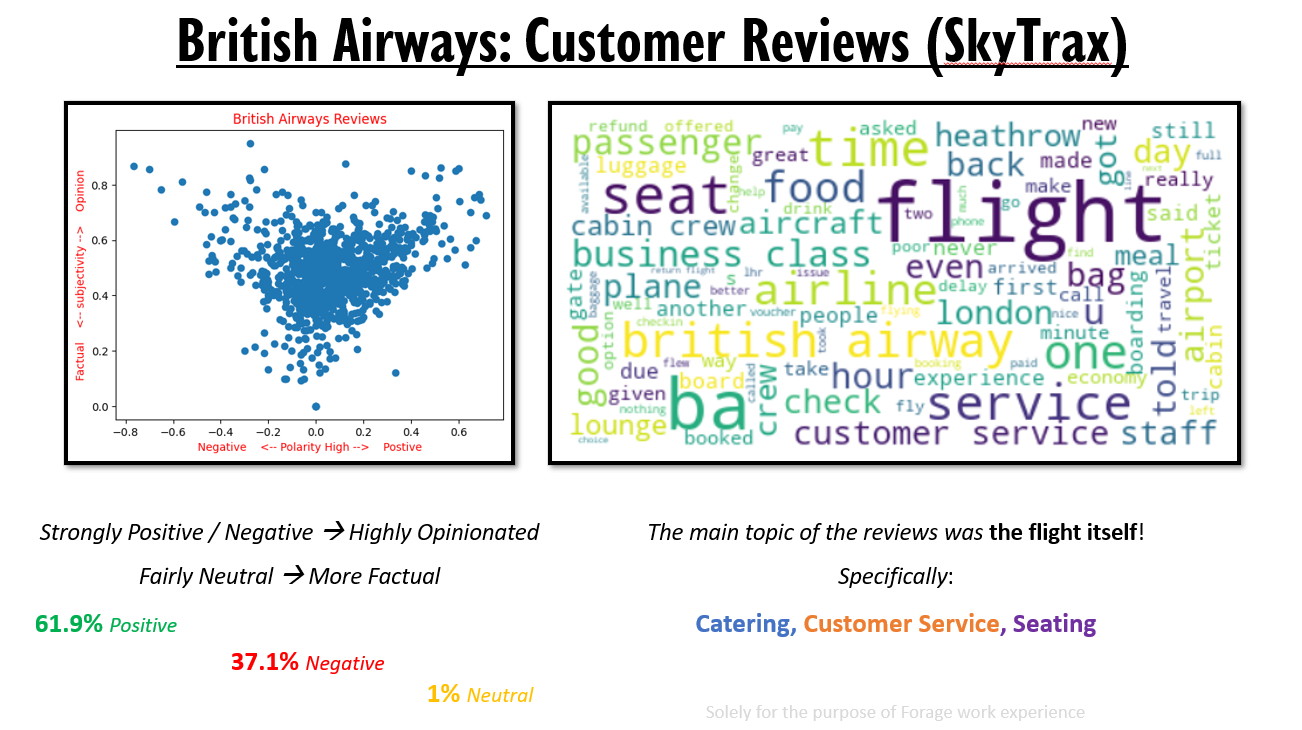 British Airways: Customer Reviews (SkyTrax)
British Airways Reviews
Factual <-- subjectivity --> Opinion
0.8
0.6
0.4
0.2
0.0
−0.8 −0.6 −0.4 −0.2 0.0 0.2 0.4 0.6
Negative <-- Polarity High --> Postive
refund offered pay asked heathrow new still
passenger great time back made got day full
luggage change next
available seat help food flight make line really
drink two much go said ticket
cabin crew aircraft phone
business class poor never find meal airport
return flight lhr issue even arrived bag
gate baggage plane s better airline delay first call boarding travel
well another voucher people flying london nice u
option checkin british airway took minute one told cabin
good due flew way booking paid
given board called take hour experience economy
nothing ba crew check fly service trip left
lounge booked customer service staff
choice
Strongly Positive / Negative → Highly Opinionated
Fairly Neutral → More Factual
61.9% Positive
37.1% Negative
1% Neutral
The main topic of the reviews was the flight itself!
Specifically:
Catering, Customer Service, Seating
Solely for the purpose of Forage work experience